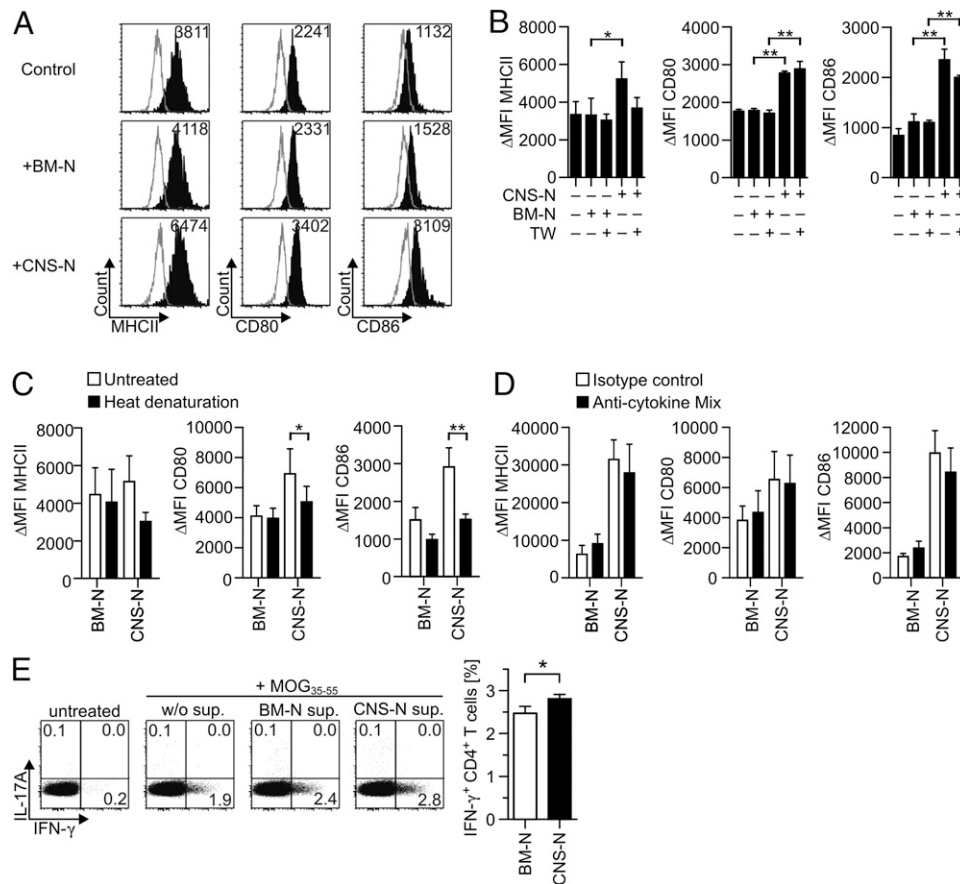 A
Control
3811
2241
1132
+BM-N
4118
2331
1528
+CNS-N
6474
3402
3109
Count
Count
Count
MHCII
CD80
CD86
B
ΔMFI MHCII
8000
6000
4000
2000
0
*
ΔMFI CD80
4000
3000
2000
1000
0
**
**
ΔMFI CD86
3000
2000
1000
0
**
**
CNS-N − − − + +
BM-N − + + − −
TW − − + − +
− − − + +
− + + − −
− − + − +
− − − + +
− + + − −
− − + − +
C
Untreated
Heat denaturation
ΔMFI MHCII
8000
6000
4000
2000
0
BM-N
CNS-N
ΔMFI CD80
10000
8000
6000
4000
2000
0
*
BM-N
CNS-N
ΔMFI CD86
4000
3000
2000
1000
0
**
BM-N
CNS-N
D
Isotype control
Anti-cytokine Mix
ΔMFI MHCII
40000
30000
20000
10000
0
BM-N
CNS-N
ΔMFI CD80
10000
8000
6000
4000
2000
0
BM-N
CNS-N
ΔMFI CD86
12000
10000
8000
6000
4000
2000
0
BM-N
CNS-N
E
+ MOG35-55
untreated
w/o sup.
BM-N sup.
CNS-N sup.
0.1 0.0
0.2
0.1 0.0
1.9
0.1 0.0
2.4
0.1 0.0
2.8
IL-17A
IFN-γ
IFN-γ+ CD4+ T cells [%]
3
2
1
0
*
BM-N
CNS-N